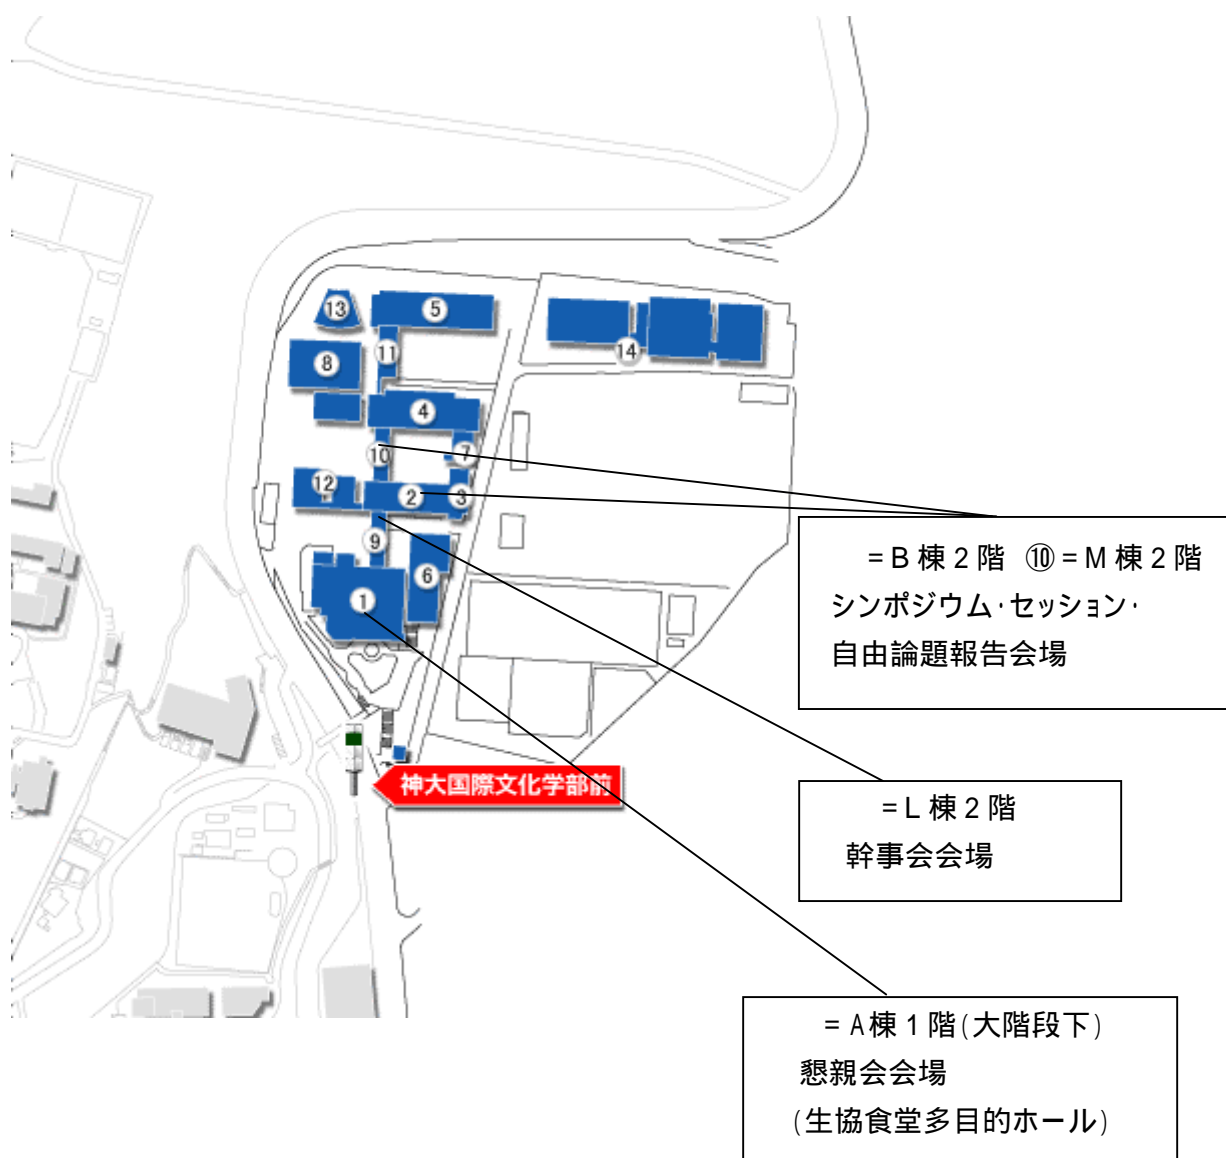 ⑬
⑤
⑪
⑧
⑭
④
⑩
⑦
⑫
②
③
⑨
⑥
①
=B棟2階 ⑩=M棟2階
シンポジウム・セッション・
自由論題報告会場
神大国際文化学部前
=L棟2階
幹事会会場
=A棟1階(大階段下)
懇親会会場
(生協食堂多目的ホール)